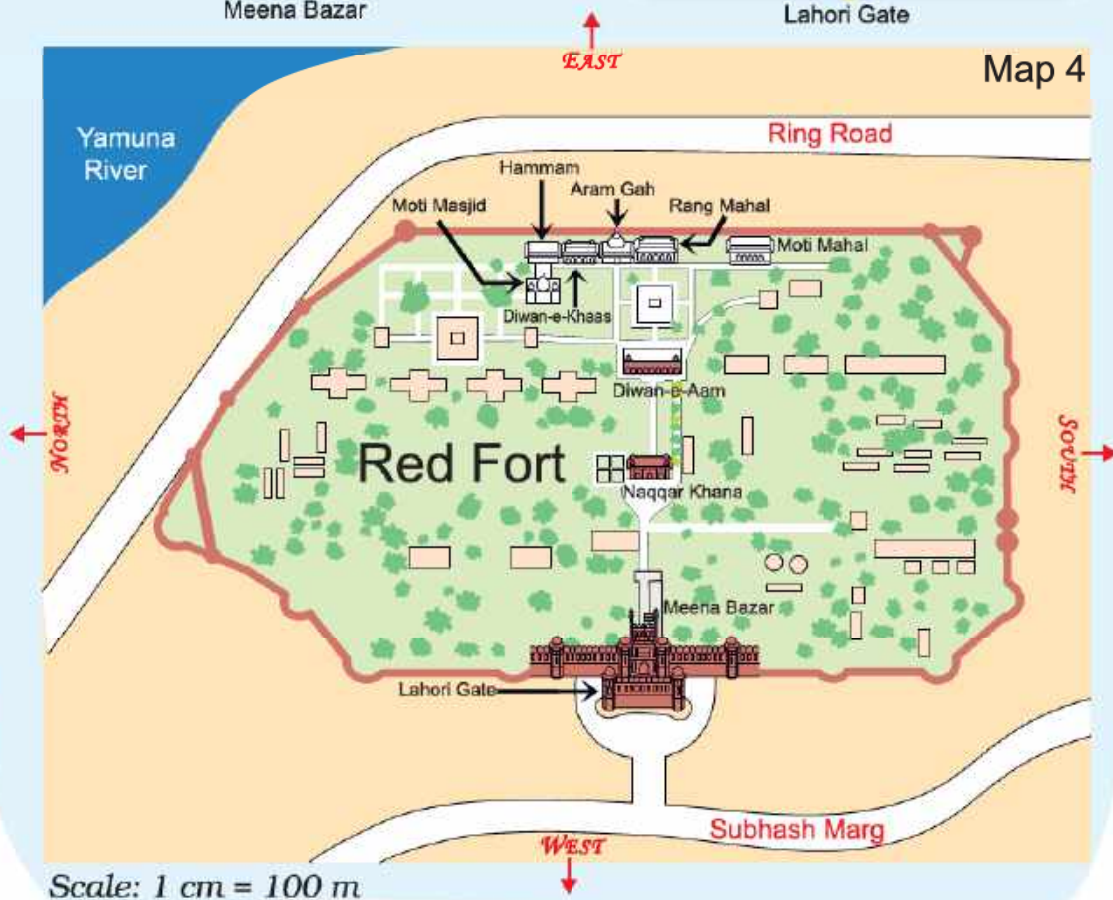 Meena Bazar
Lahori Gate
EAST
Map 4
Yamuna
River
Ring Road
Hammam
Aram Gah
Moti Masjid
Rang Mahal
Moti Mahal
Diwan-e-Khaas
Diwan-e-Aam
NORTH
Red Fort
SOUTH
Naqqar Khana
Meena Bazar
Lahori Gate
Subhash Marg
WEST
Scale: 1 cm = 100 m